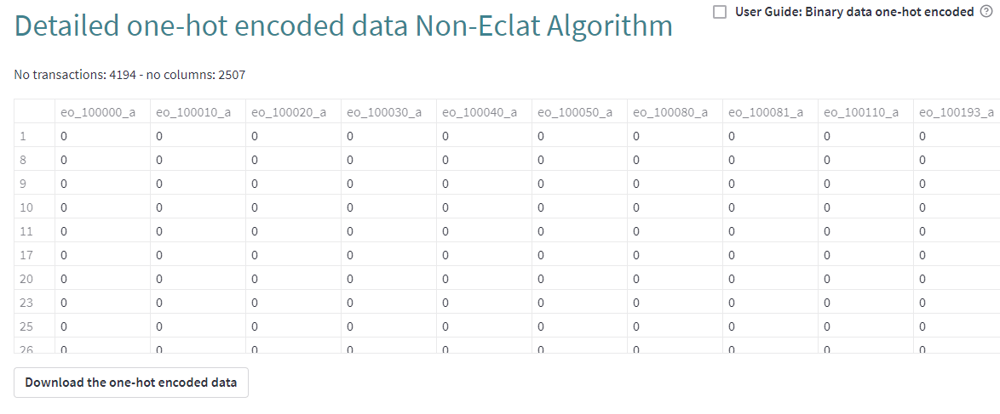 User Guide: Binary data one-hot encoded
Detailed one-hot encoded data Non-Eclat Algorithm
No transactions: 4194 - no columns: 2507
eo_100000_a eo_100010_a eo_100020_a eo_100030_a eo_100040_a eo_100050_a eo_100080_a eo_100081_a eo_100110_a eo_100193_a
1 0 0 0 0 0 0 0 0 0 0
8 0 0 0 0 0 0 0 0 0 0
9 0 0 0 0 0 0 0 0 0 0
10 0 0 0 0 0 0 0 0 0 0
11 0 0 0 0 0 0 0 0 0 0
17 0 0 0 0 0 0 0 0 0 0
20 0 0 0 0 0 0 0 0 0 0
23 0 0 0 0 0 0 0 0 0 0
25 0 0 0 0 0 0 0 0 0 0
26 0 0 0 0 0 0 0 0 0 0
Download the one-hot encoded data